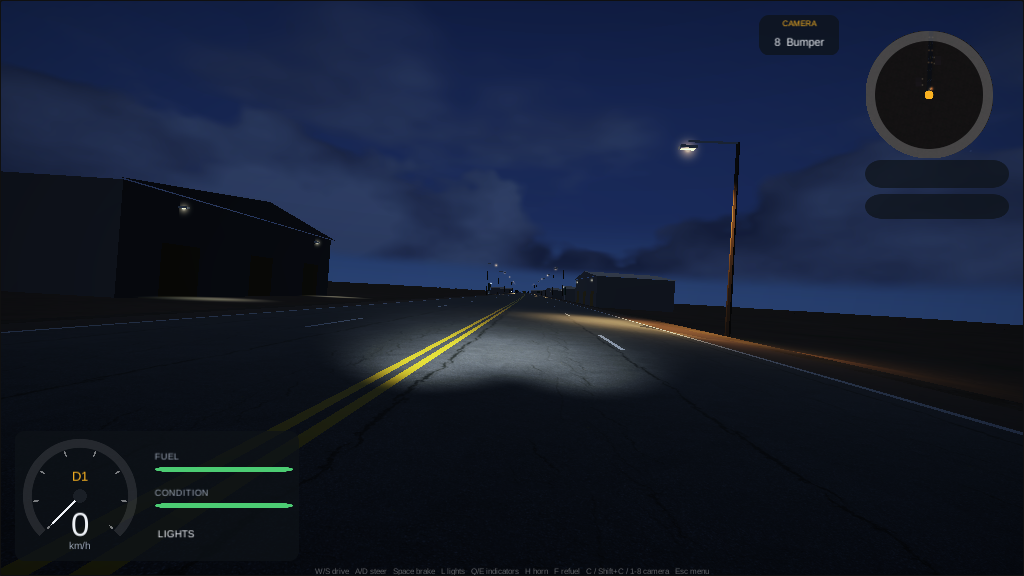 CAMERA
8 Bumper
D1
0
km/h
FUEL
CONDITION
LIGHTS
W/S drive A/D steer Space brake L lights Q/E indicators H horn F refuel C / Shift+C / 1-8 camera Esc menu